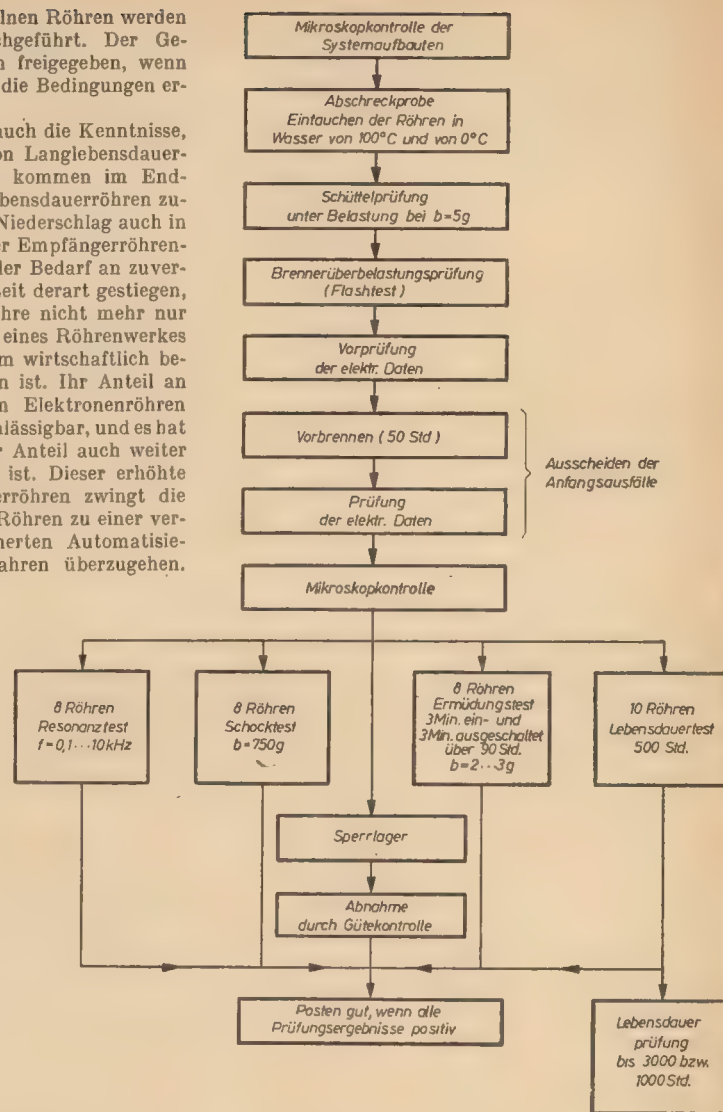 lnen Röhren werden
chgeführt. Der Ge-
n freigegeben, wenn
die Bedingungen er-
auch die Kenntnisse,
on Langlebensdauer-
kommen im End-
ebensdauerröhren zu-
Niederschlag auch in
er Empfängerröhren-
der Bedarf an zuver-
eit derart gestiegen,
hre nicht mehr nur
eines Röhrenwerkes
m wirtschaftlich be-
n ist. Ihr Anteil an
n Elektronenröhren
hlässigbar, und es hat
r Anteil auch weiter
ist. Dieser erhöhte
erröhren zwingt die
Röhren zu einer ver-
nerten Automatisie-
ahren überzugehen.
Mikroskopkontrolle der
Systemaufbauten
Abschreckprobe
Eintauchen der Röhren in
Wasser von 100°C und von 0°C
Schüttelprüfung
unter Belastung bei b=5g
Brennerüberbelastungsprüfung
(Flashtest)
Vorprüfung
der elektr. Daten
Vorbrennen (50 Std)
Prüfung
der elektr. Daten
Ausscheiden der
Anfangsausfälle
Mikroskopkontrolle
8 Röhren
Resonanztest
f=0,1···10kHz
8 Röhren
Schocktest
b=750g
8 Röhren
Ermüdungstest
3Min. ein- und
3Min. ausgeschaltet
über 90 Std.
b=2··3g
10 Röhren
Lebensdauertest
500 Std.
Sperrlager
Abnahme
durch Gütekontrolle
Posten gut, wenn alle
Prüfungsergebnisse positiv
Lebensdauer
prüfung
bis 3000 bzw.
1000 Std.